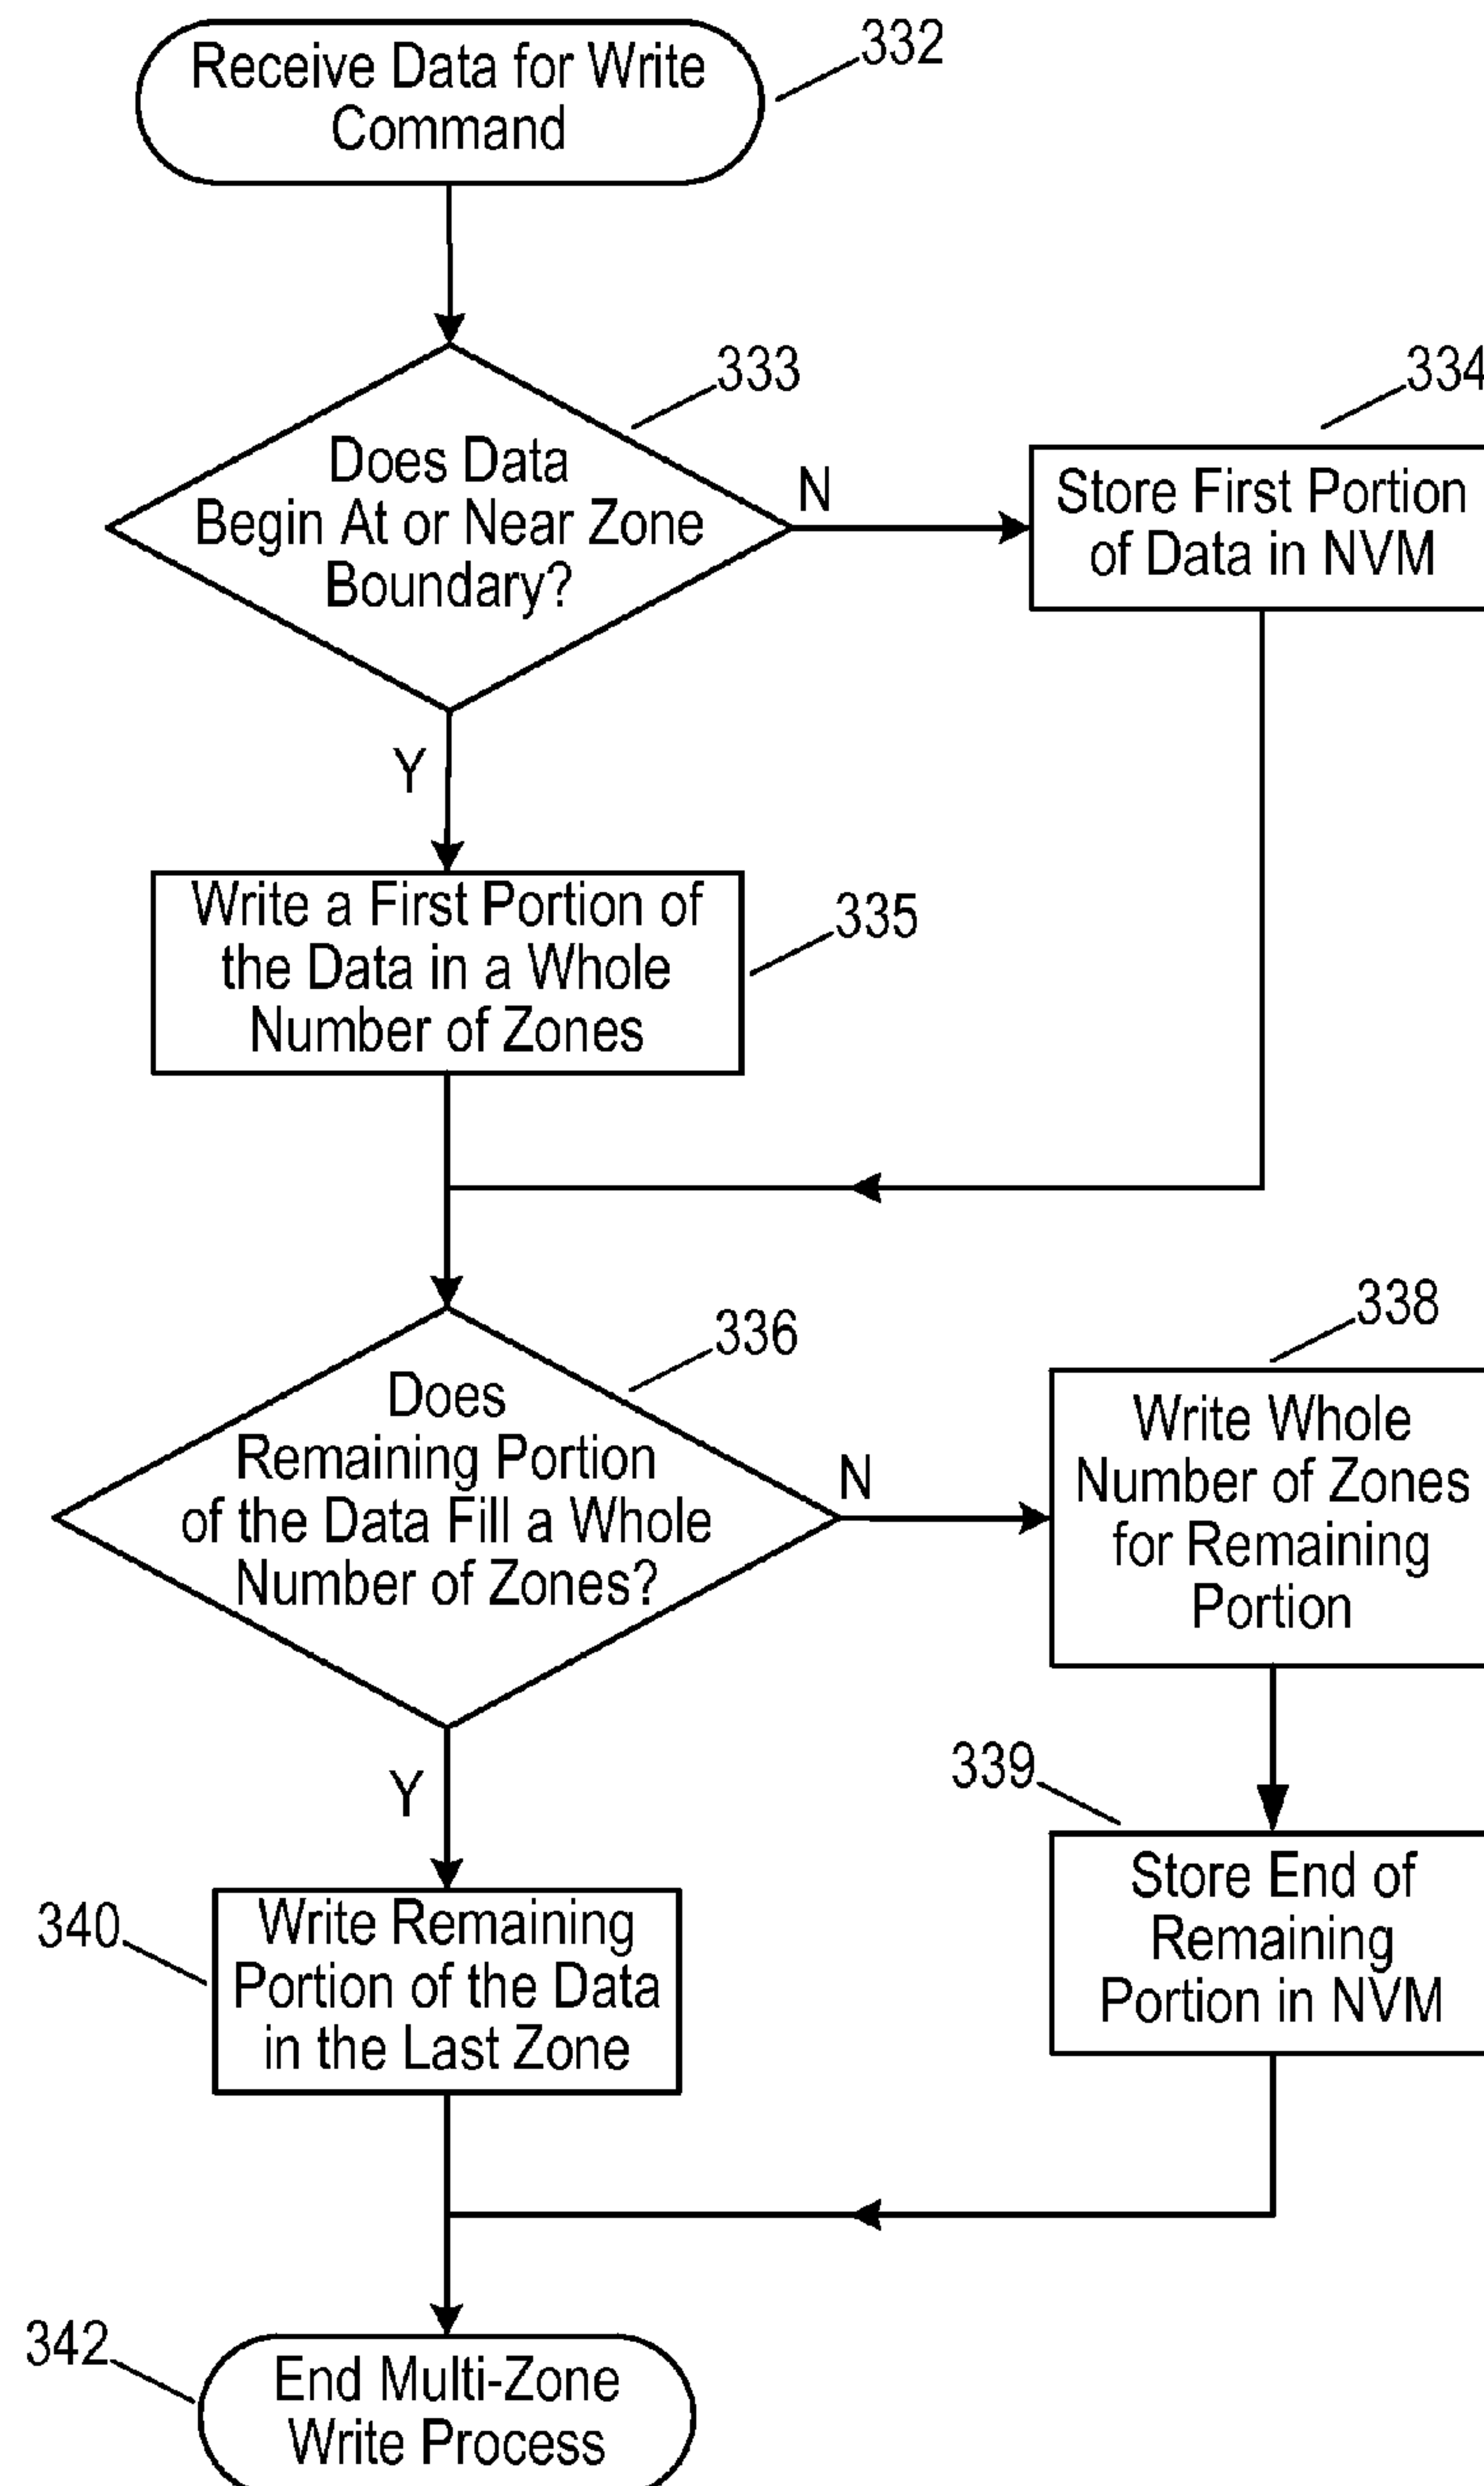 Receive Data for Write
Command
332
333
Does Data
Begin At or Near Zone
Boundary?
N
334
Store First Portion
of Data in NVM
Y
Write a First Portion of
the Data in a Whole
Number of Zones
335
336
Does
Remaining Portion
of the Data Fill a Whole
Number of Zones?
N
338
Write Whole
Number of Zones
for Remaining
Portion
Y
339
Store End of
Remaining
Portion in NVM
340
Write Remaining
Portion of the Data
in the Last Zone
342
End Multi-Zone
Write Process